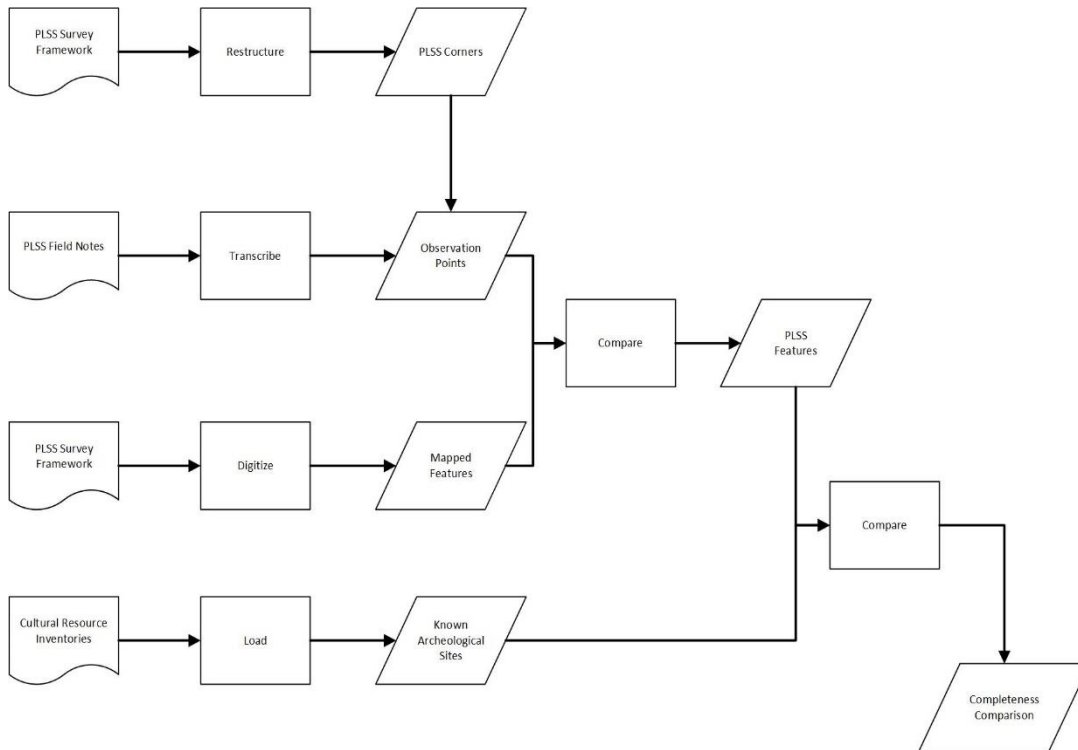 PLSS Survey
Framework
Restructure
PLSS Corners
PLSS Field Notes
Transcribe
Observation
Points
Compare
PLSS
Features
PLSS Survey
Framework
Digitize
Mapped
Features
Compare
Cultural Resource
Inventories
Load
Known
Archeological
Sites
Completeness
Comparison